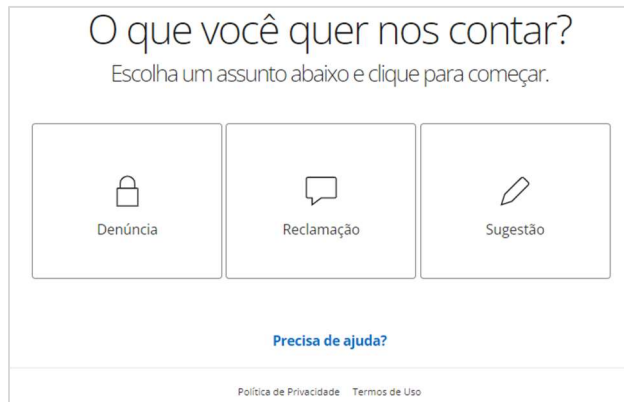 O que você quer nos contar?
Escolha um assunto abaixo e clique para começar.
Denúncia
Reclamação
Sugestão
Precisa de ajuda?
Política de Privacidade Termos de Uso